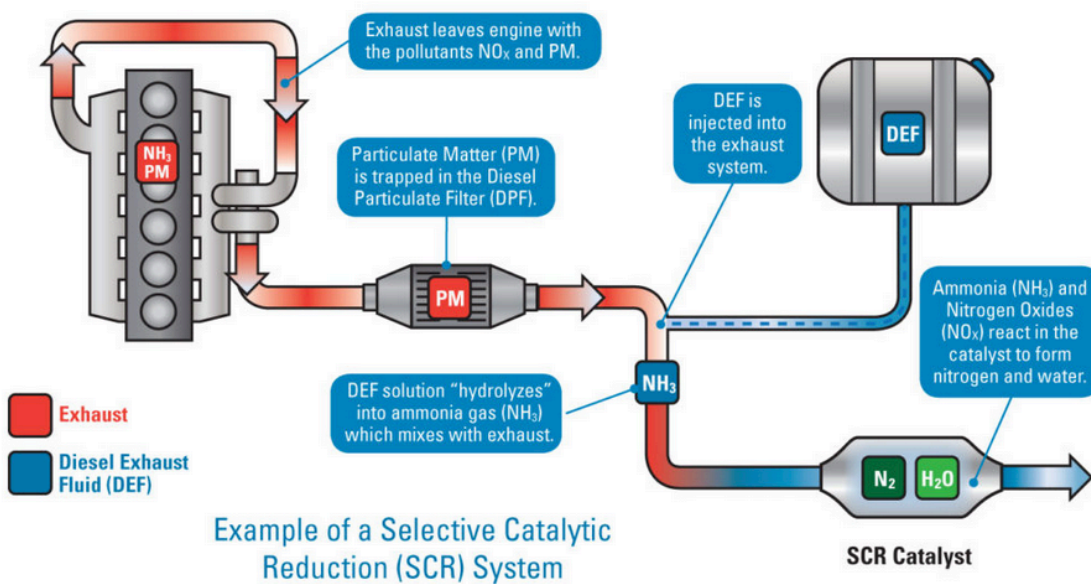 Exhaust leaves engine with
the pollutants NOX and PM.
NH3
PM
Particulate Matter (PM)
is trapped in the Diesel
Particulate Filter (DPF).
PM
DEF is
injected into
the exhaust
system.
DEF
DEF solution “hydrolyzes”
into ammonia gas (NH3)
which mixes with exhaust.
NH3
Ammonia (NH3) and
Nitrogen Oxides
(NOX) react in the
catalyst to form
nitrogen and water.
N2
H2O
SCR Catalyst
Exhaust
Diesel Exhaust
Fluid (DEF)
Example of a Selective Catalytic
Reduction (SCR) System